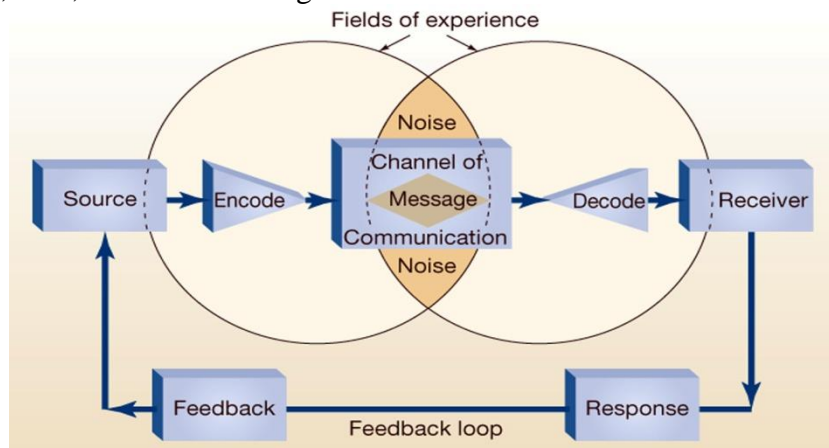 Fields of experience
Noise
Channel of
Source
Encode
Message
Decode
Receiver
Communication
Noise
Feedback
Response
Feedback loop